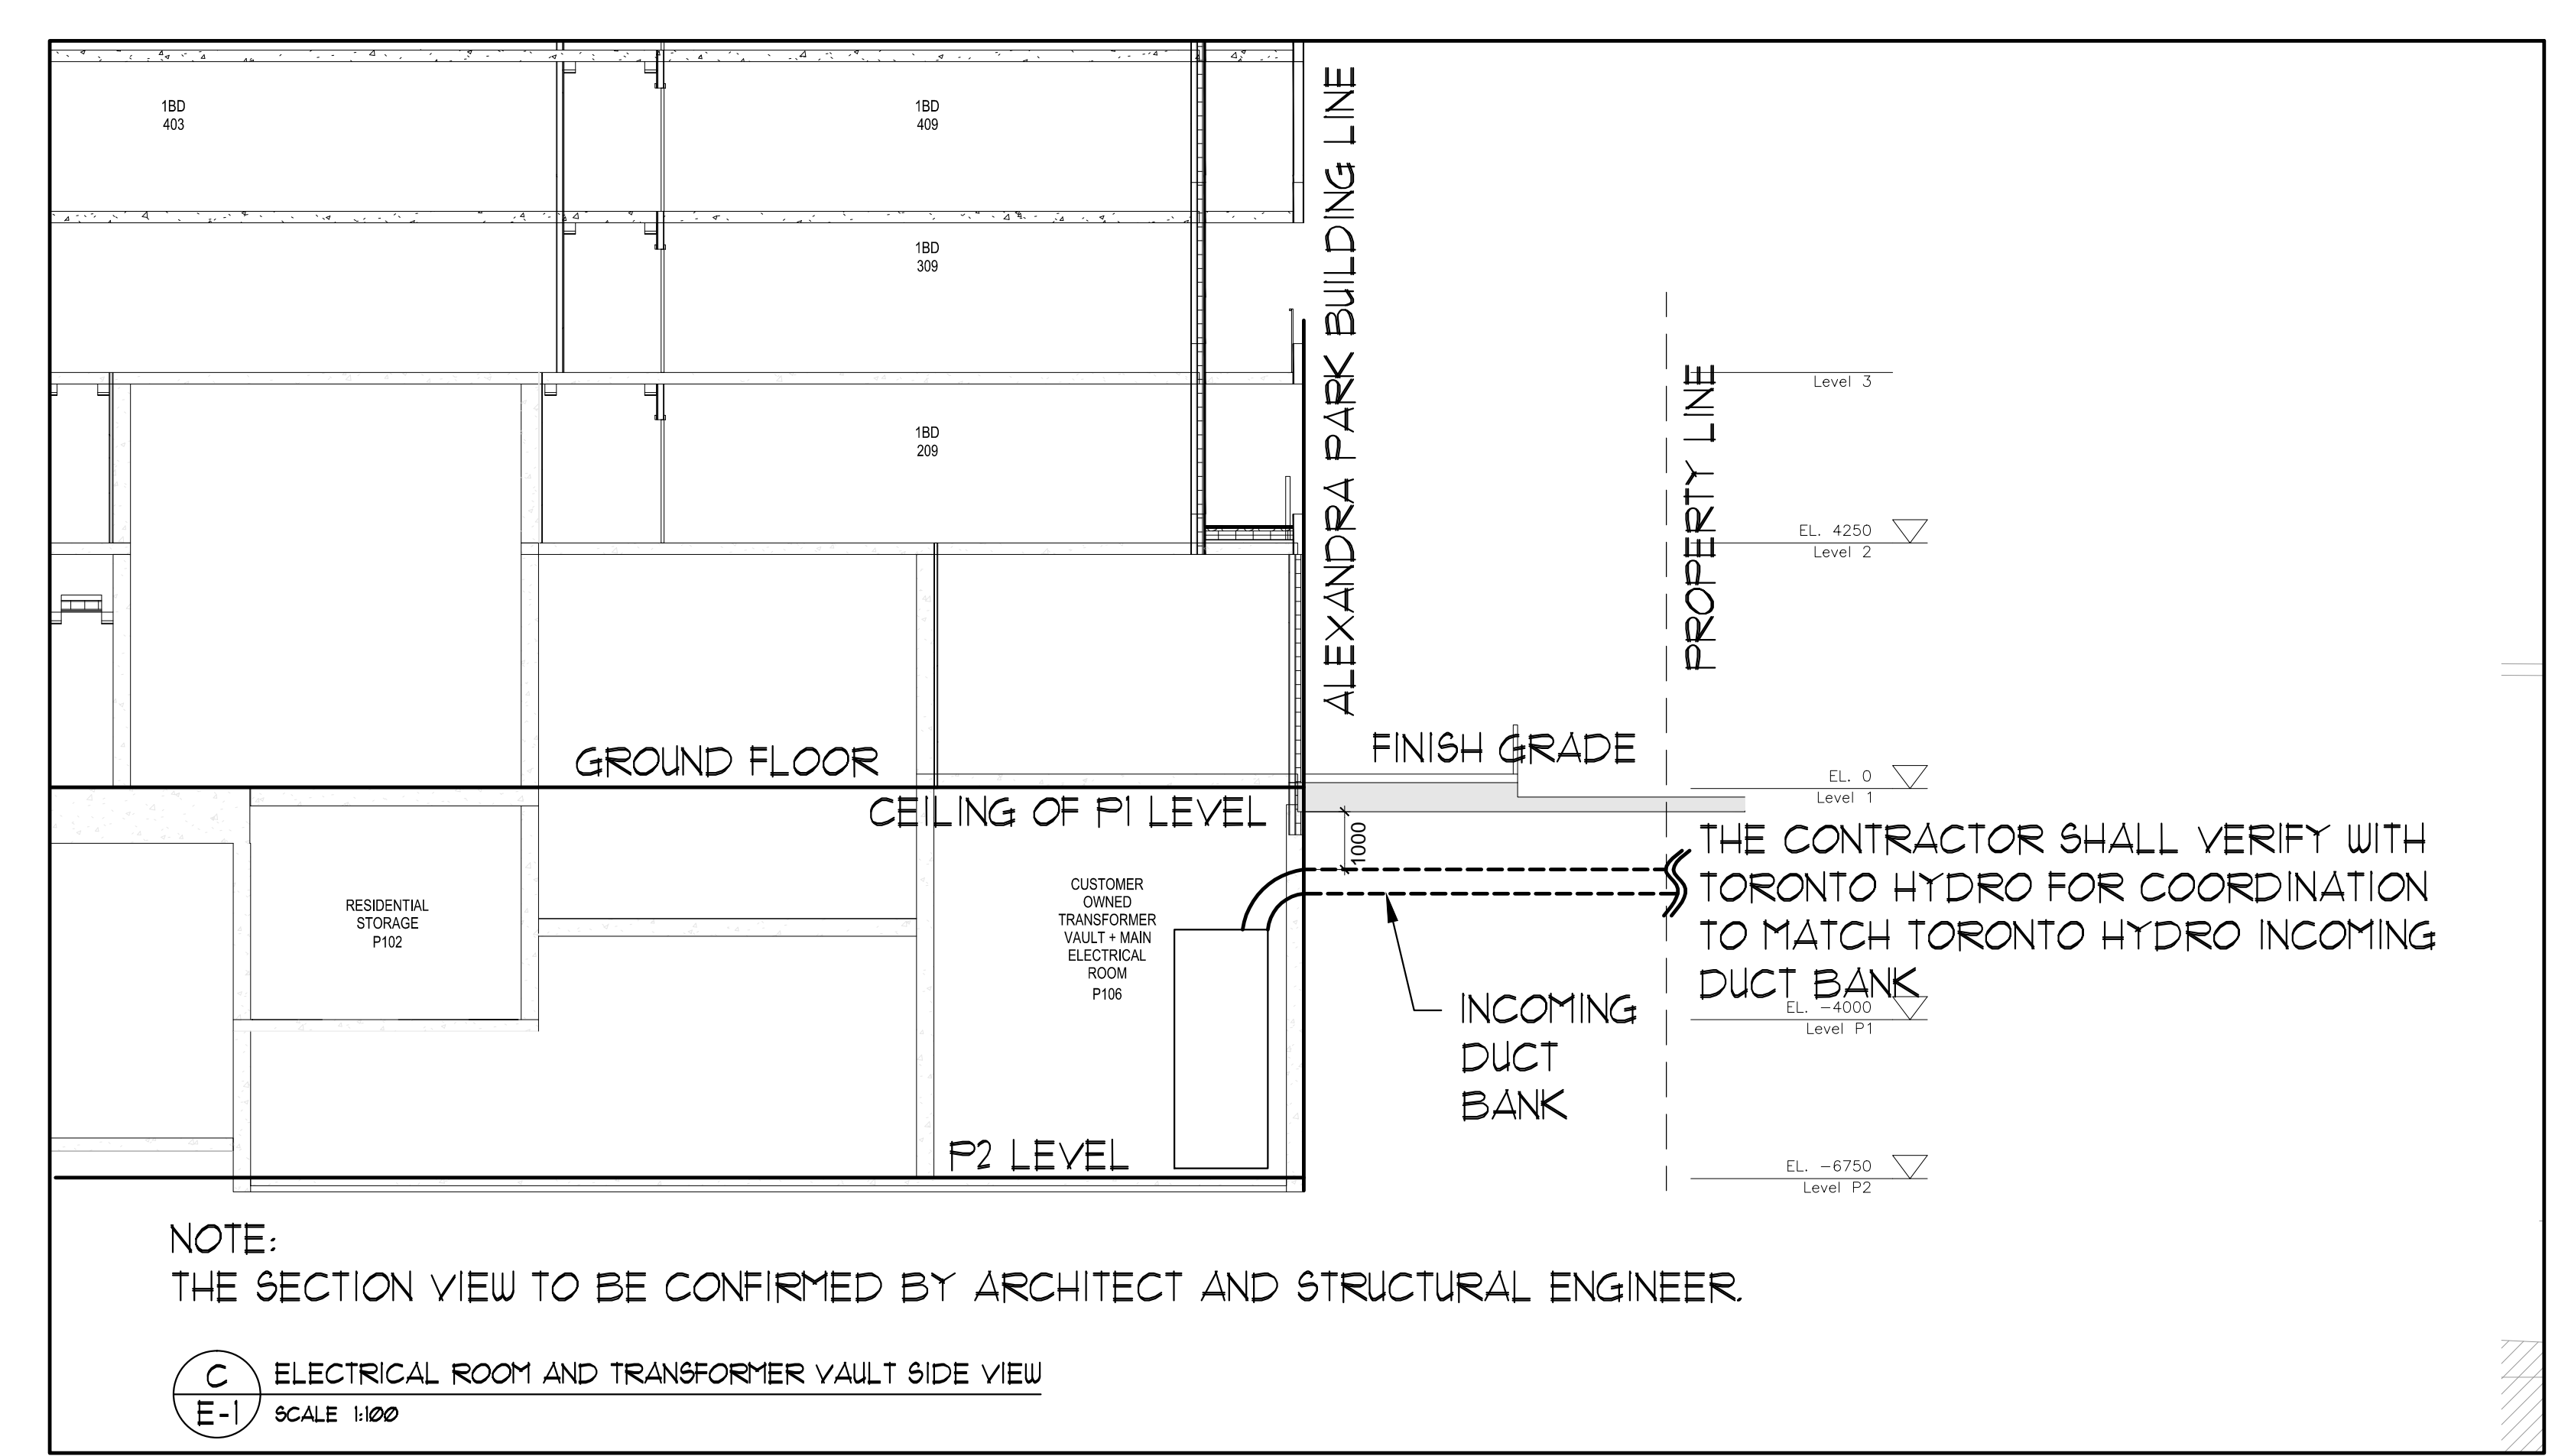 1BD
403
1BD
409
1BD
309
1BD
209
ALEXANDRA PARK BUILDING LINE
PROPERTY LINE
Level 3
EL. 4250
Level 2
GROUND FLOOR
FINISH GRADE
EL. 0
Level 1
CEILING OF P1 LEVEL
1000
THE CONTRACTOR SHALL VERIFY WITH
TORONTO HYDRO FOR COORDINATION
TO MATCH TORONTO HYDRO INCOMING
DUCT BANK
RESIDENTIAL
STORAGE
P102
CUSTOMER
OWNED
TRANSFORMER
VAULT + MAIN
ELECTRICAL
ROOM
P106
INCOMING
DUCT
BANK
EL. -4000
Level P1
P2 LEVEL
EL. -6750
Level P2
NOTE:
THE SECTION VIEW TO BE CONFIRMED BY ARCHITECT AND STRUCTURAL ENGINEER.
C
E-1
ELECTRICAL ROOM AND TRANSFORMER VAULT SIDE VIEW
SCALE 1:100